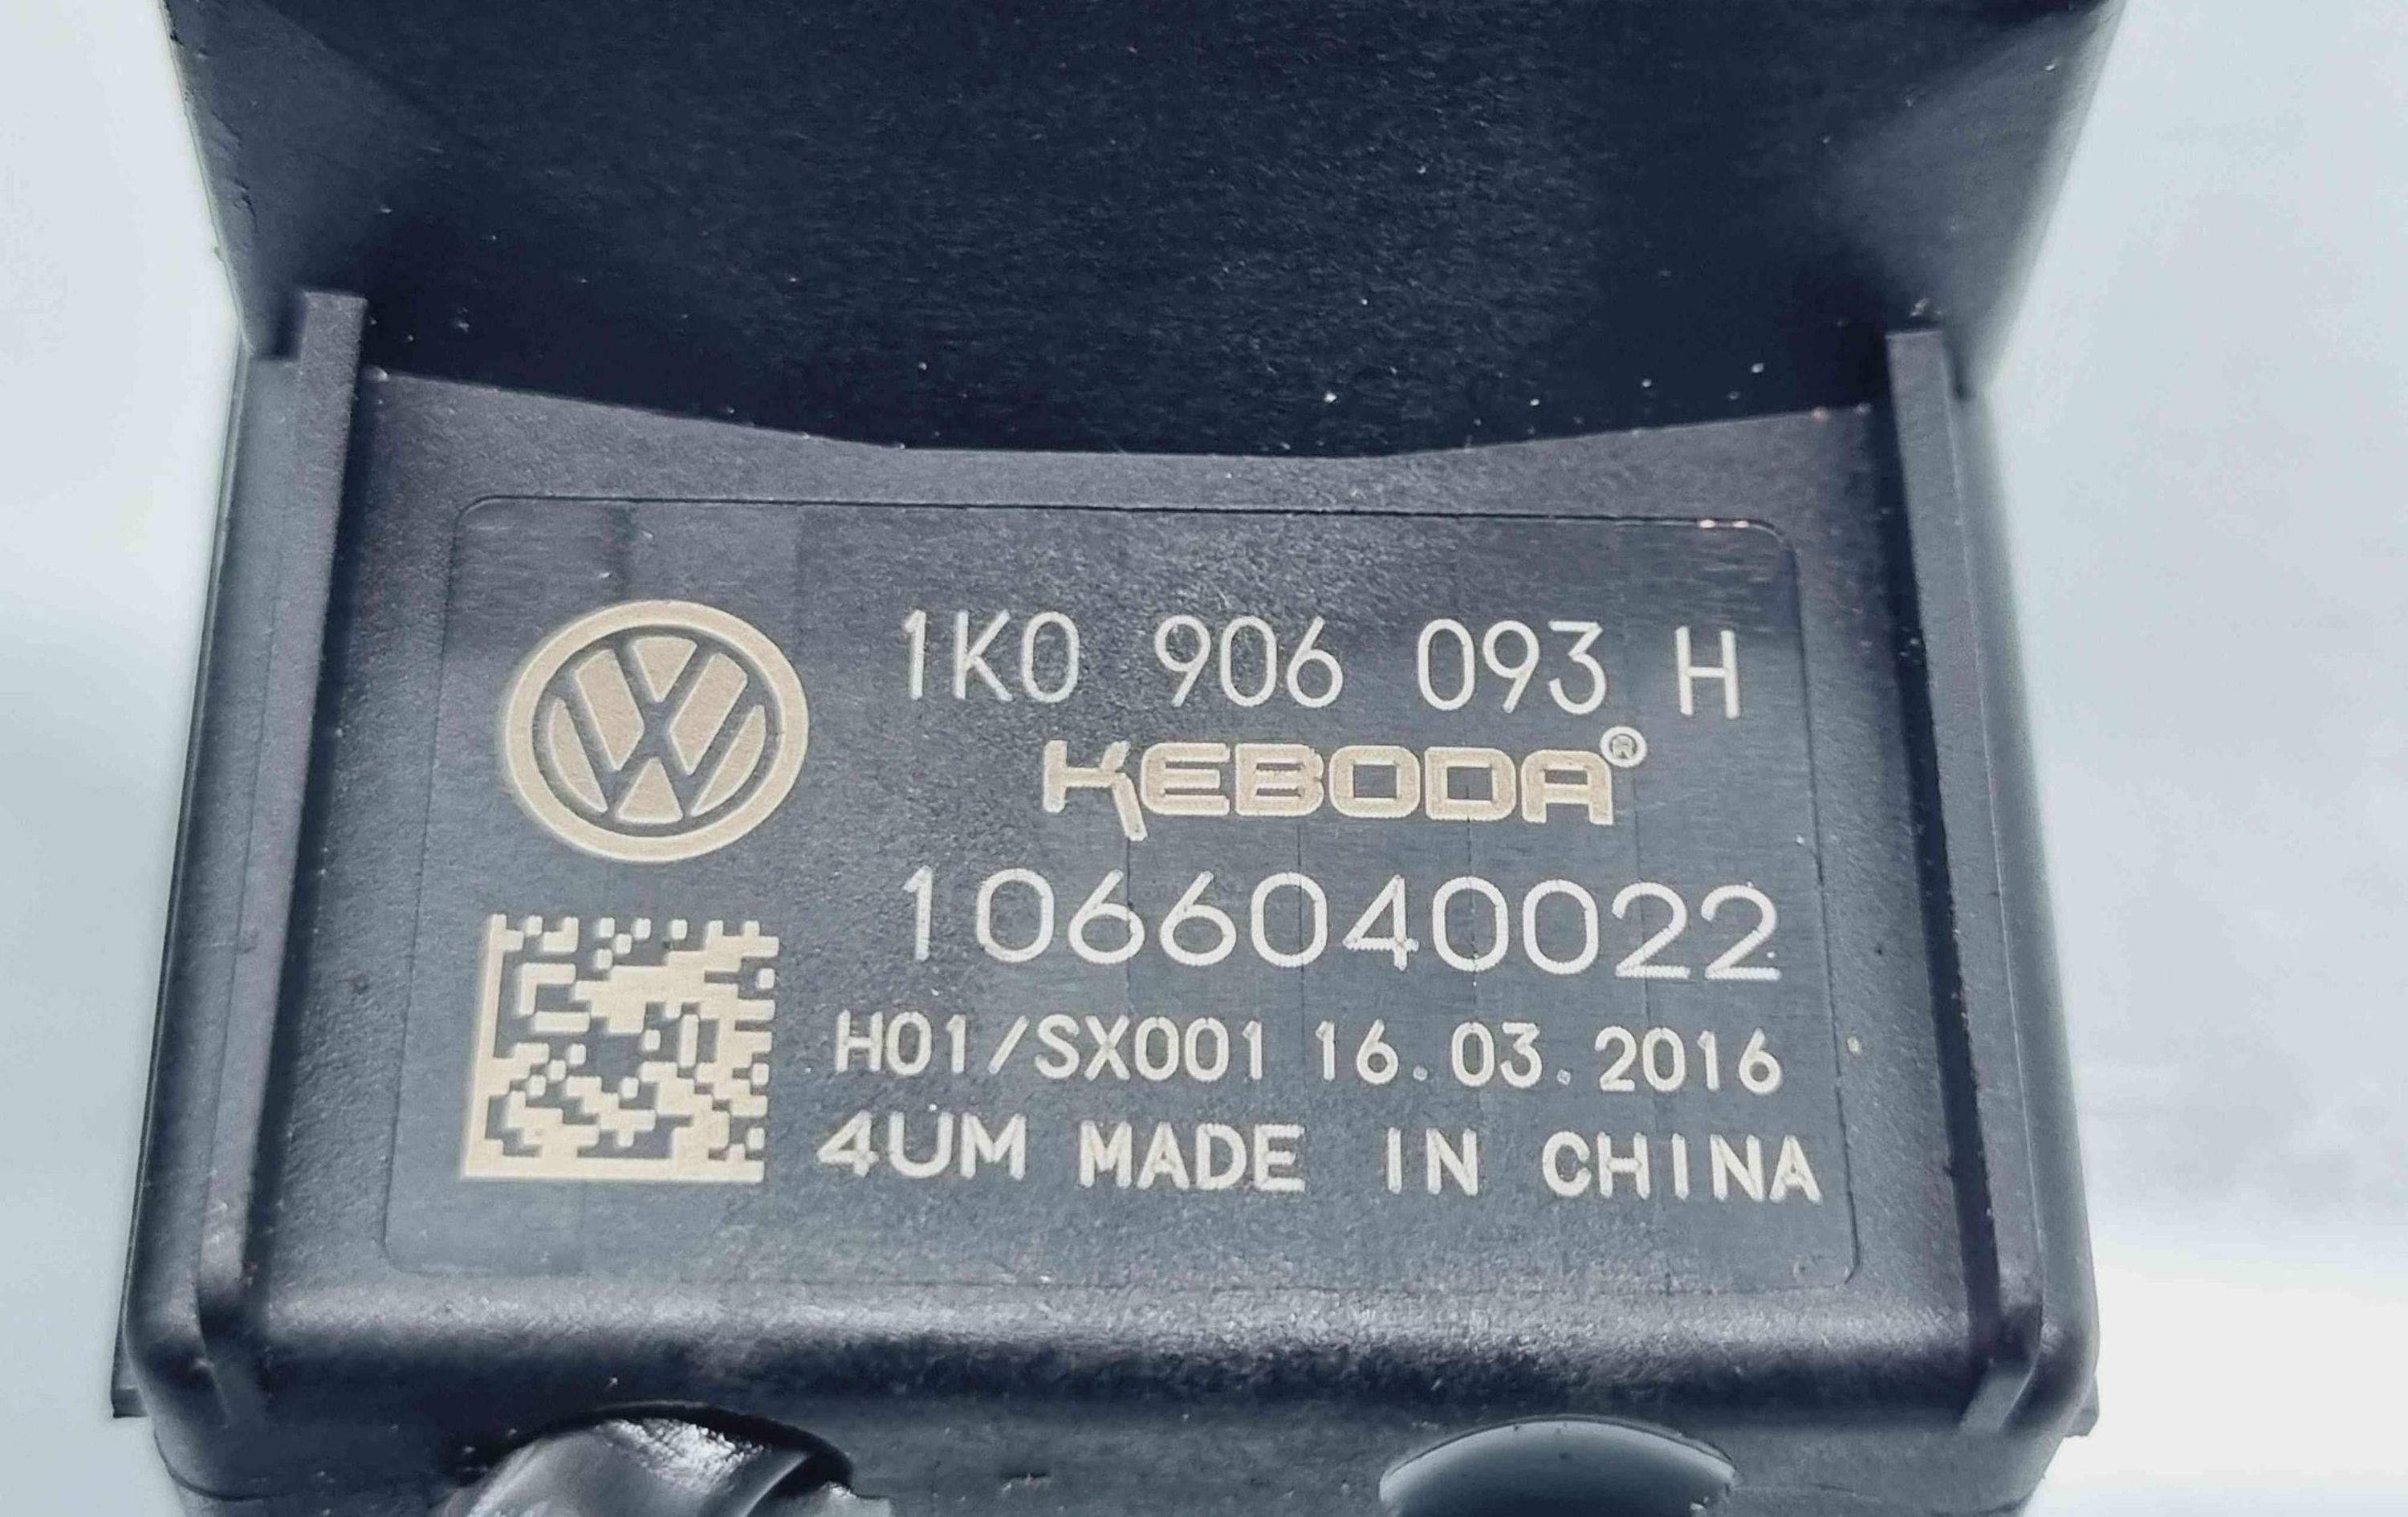 1K0 906 093 H
KEBODA®
1066040022
H01/SX001 16.03.2016
4UM MADE IN CHINA